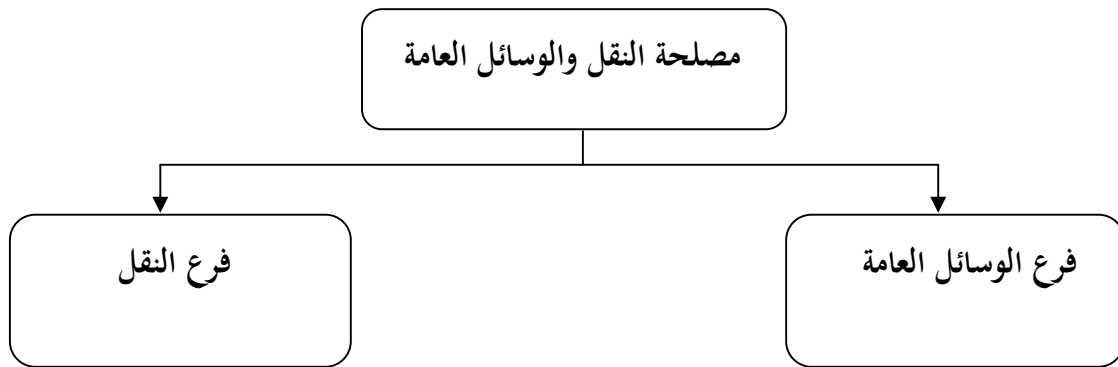 مصلحة النقل والوسائل العامة
فرع الوسائل العامة
فرع النقل